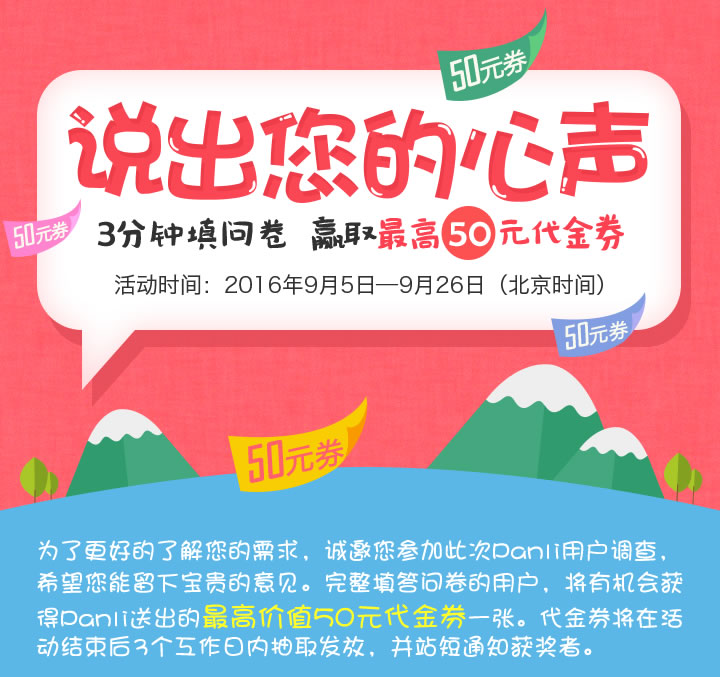 50元券
说出您的心声
50元券
3分钟填问卷 赢取最高50元代金券
活动时间：2016年9月5日—9月26日（北京时间）
50元券
50元券
为了更好的了解您的需求，诚邀您参加此次Panli用户调查，
希望您能留下宝贵的意见。完整填答问卷的用户，将有机会获
得Panli送出的最高价值50元代金券一张。代金券将在活
动结束后3个工作日内抽取发放，并站短通知获奖者。